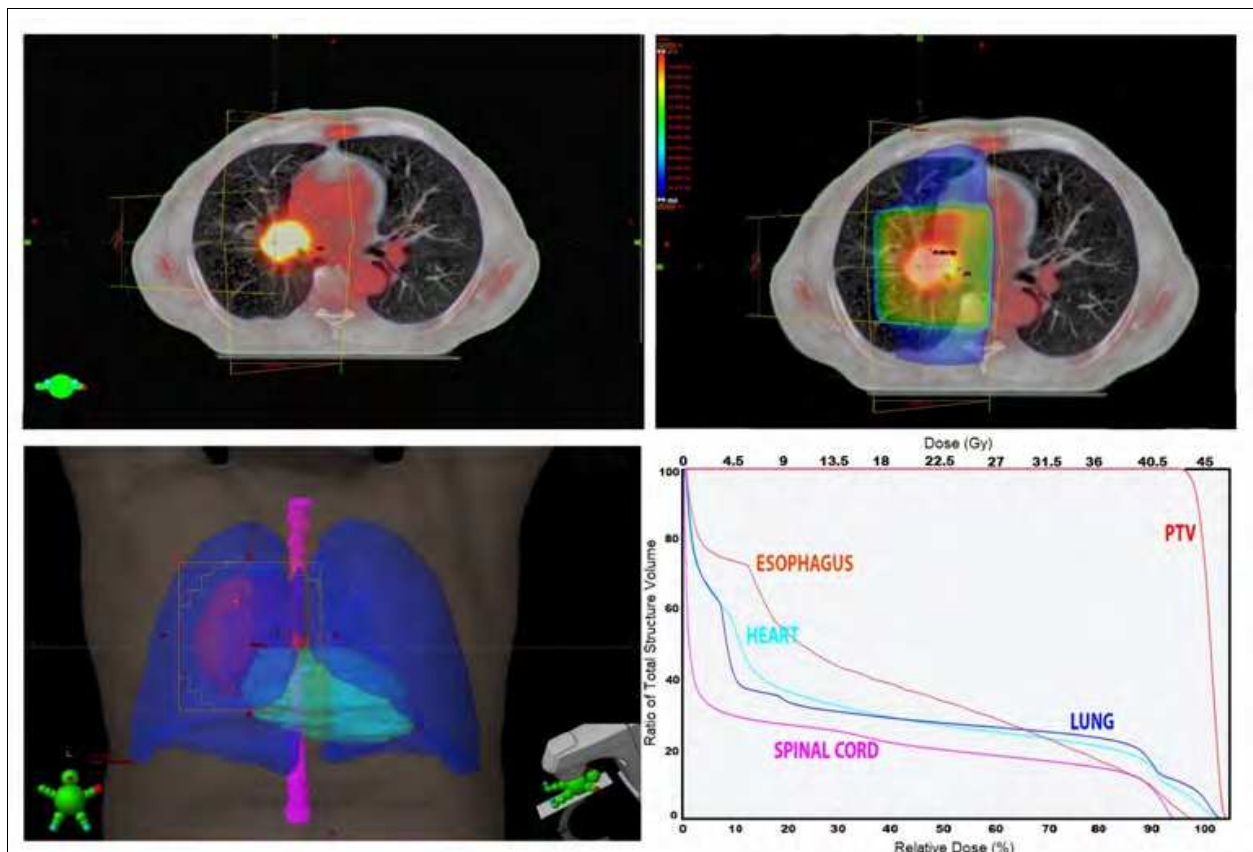 Dose (Gy)
0 4.5 9 13.5 18 22.5 27 31.5 36 40.5 45
100
PTV
80
ESOPHAGUS
60
HEART
40
LUNG
20
SPINAL CORD
0
Ratio of Total Structure Volume
0 10 20 30 40 50 60 70 80 90 100
Relative Dose (%)